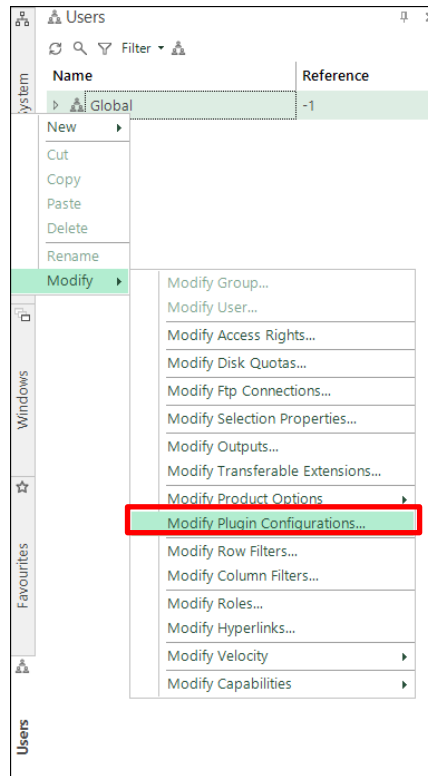 Users
Filter
Name Reference
Global -1
New
Cut
Copy
Paste
Delete
Rename
Modify
Modify Group...
Modify User...
Modify Access Rights...
Modify Disk Quotas...
Modify Ftp Connections...
Modify Selection Properties...
Modify Outputs...
Modify Transferable Extensions...
Modify Product Options
Modify Plugin Configurations...
Modify Row Filters...
Modify Column Filters...
Modify Roles...
Modify Hyperlinks...
Modify Velocity
Modify Capabilities
Windows
Favourites
Users